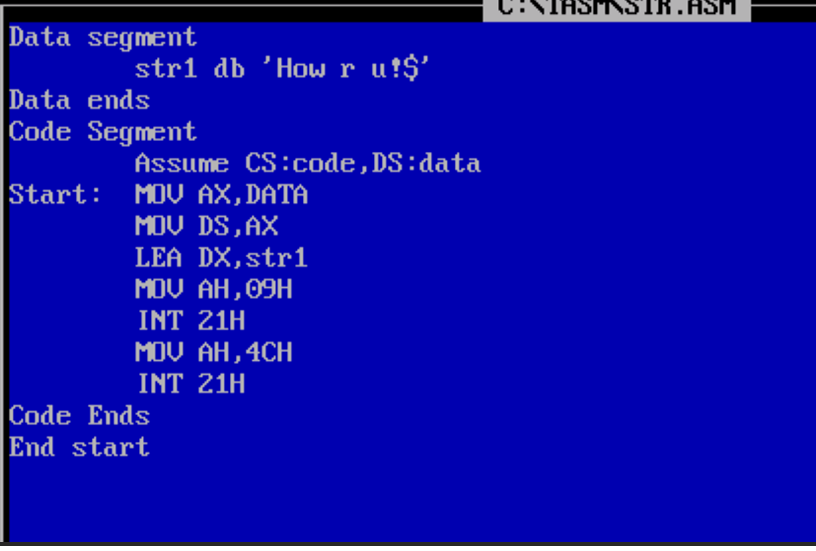 C:\TASM\STR.ASM
Data segment
str1 db 'How r u!$'
Data ends
Code Segment
Assume CS:code,DS:data
Start: MOV AX,DATA
MOV DS,AX
LEA DX,str1
MOV AH,09H
INT 21H
MOV AH,4CH
INT 21H
Code Ends
End start